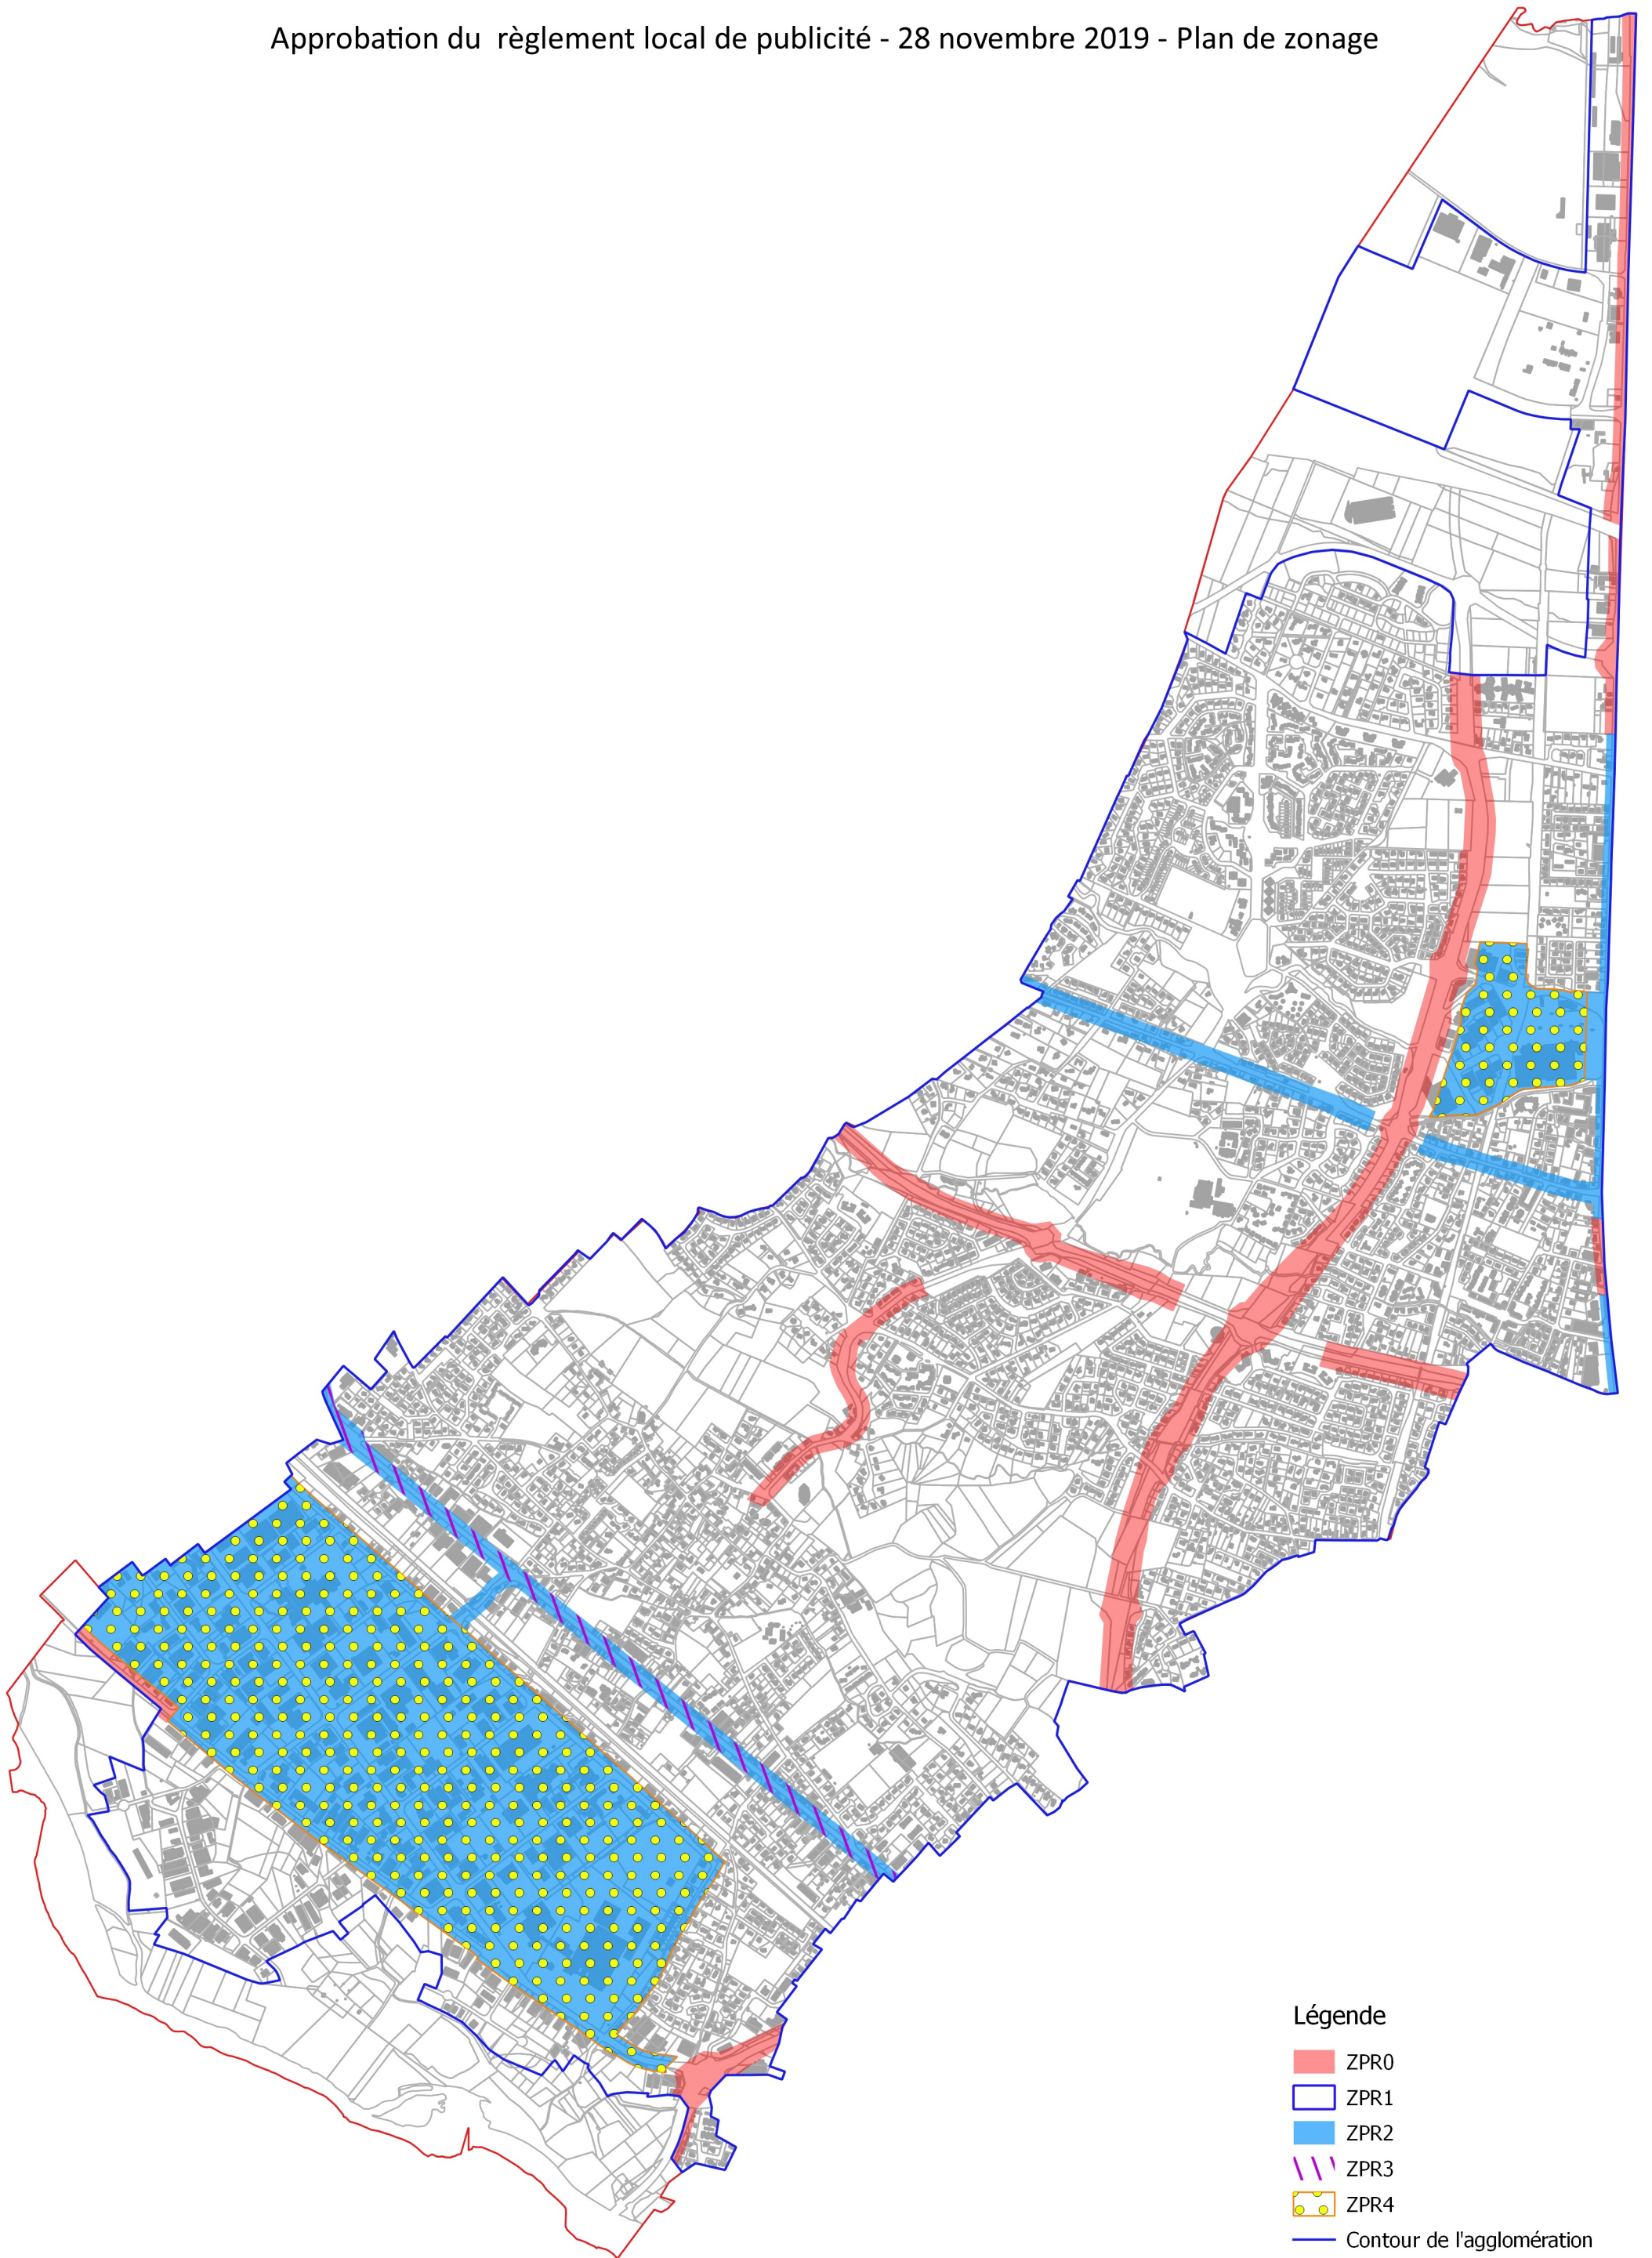 Approbation du  règlement local de publicité - 28 novembre 2019 - Plan de zonage
Légende
ZPR0
ZPR1
ZPR2
ZPR3
ZPR4
Contour de l'agglomération